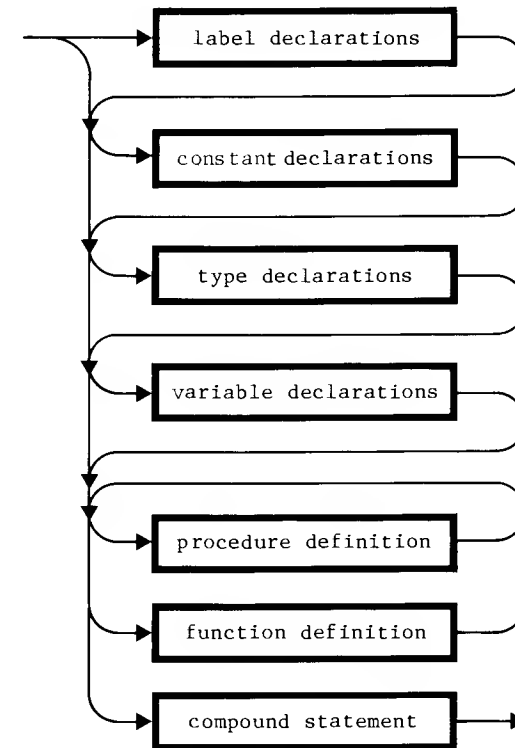 label declarations
constant declarations
type declarations
variable declarations
procedure definition
function definition
compound statement